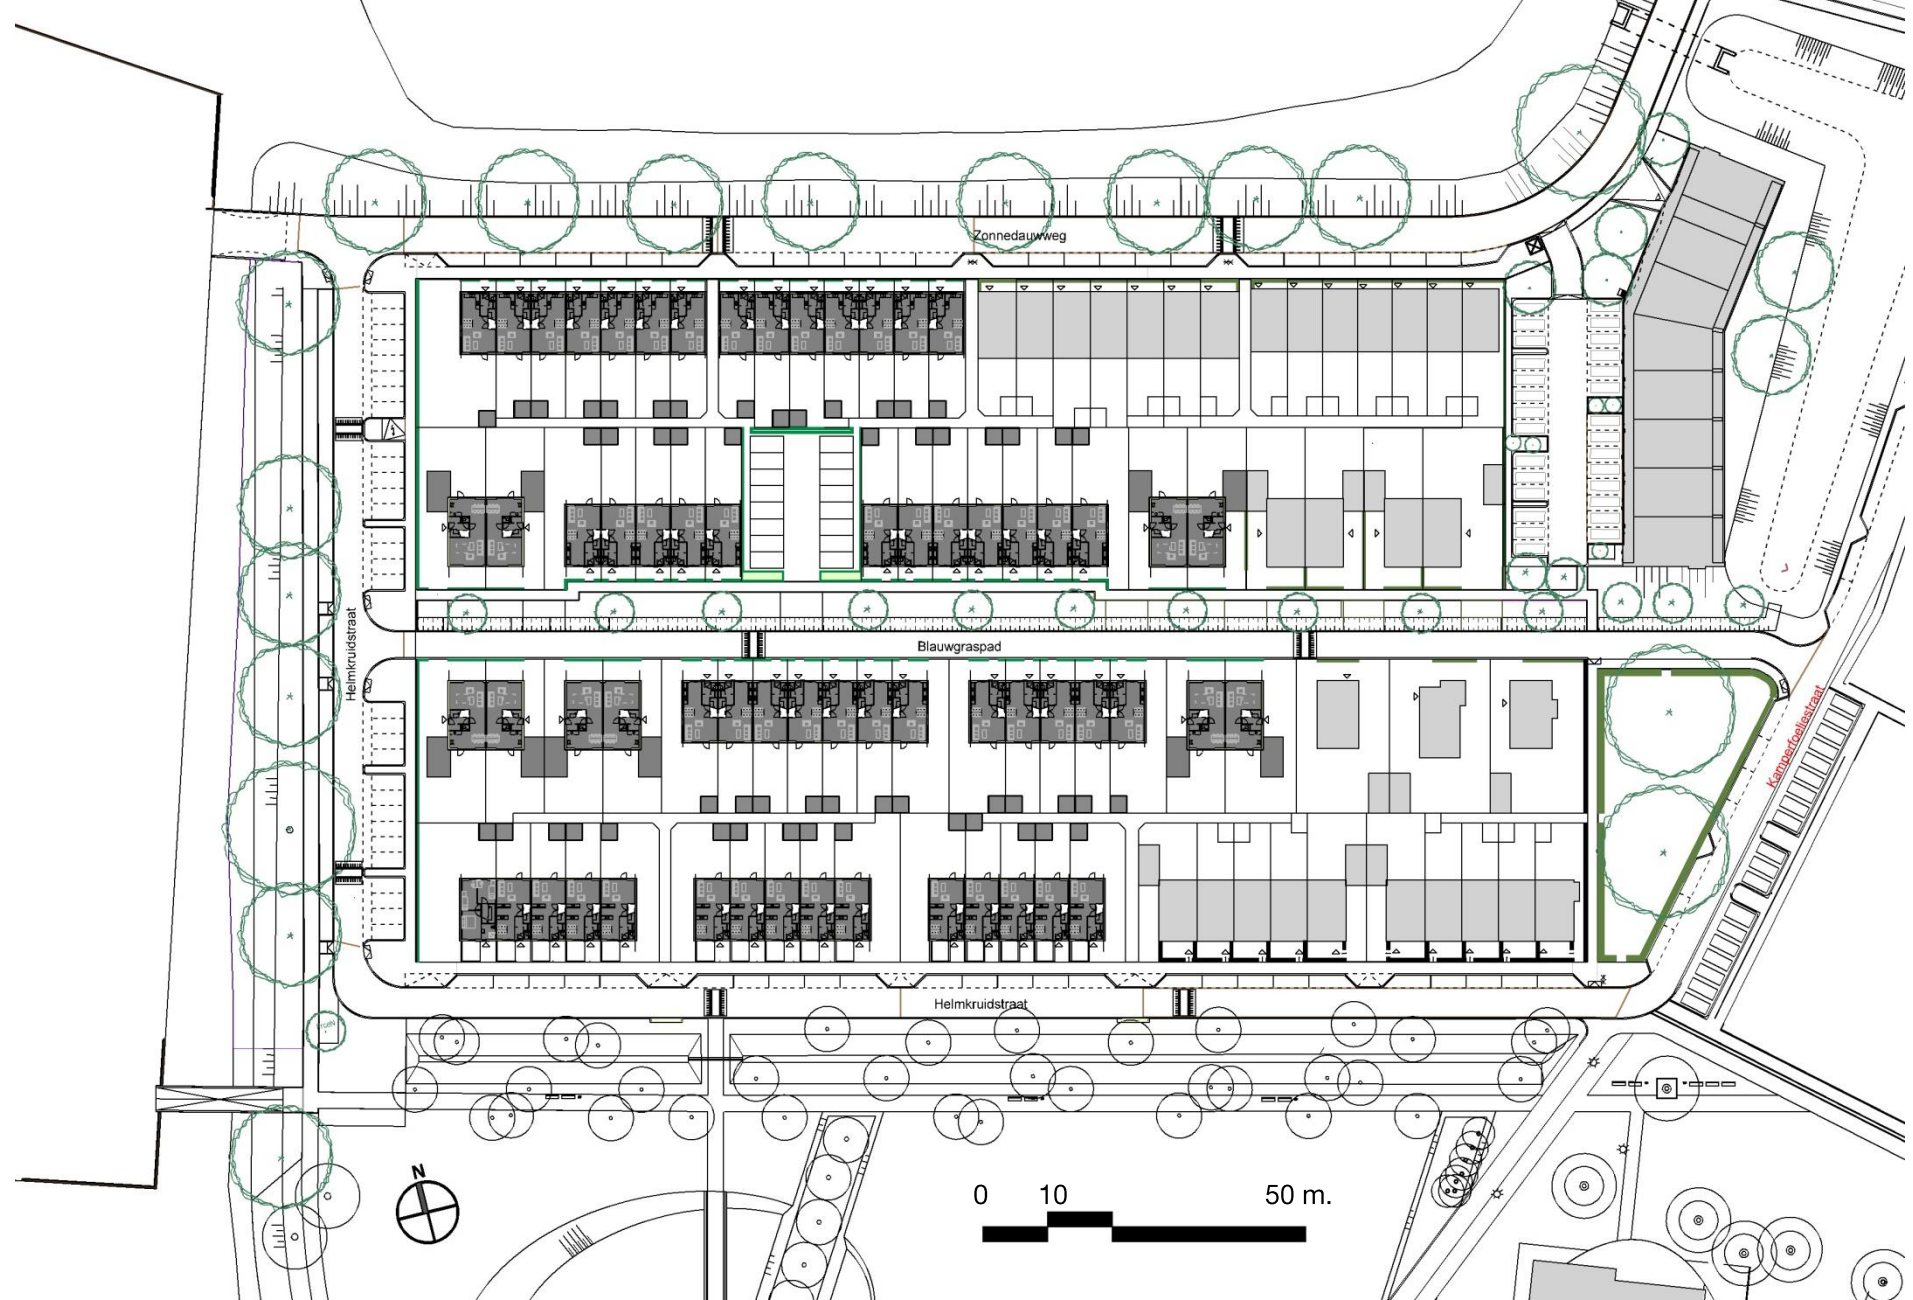 Zonnedauwweg
Helmkruidstraat
Blauwgraspad
Kamperfoeliestraat
Helmkruidstraat
N
0 10 50 m.